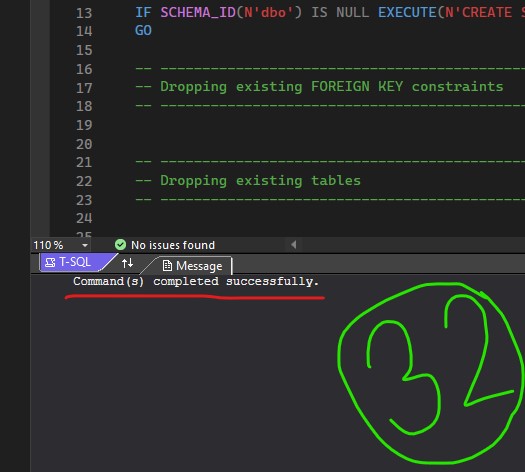 13 IF SCHEMA_ID(N'dbo') IS NULL EXECUTE(N'CREATE S
14 GO
15
16 -- --------------------------------------------------
17 -- Dropping existing FOREIGN KEY constraints
18 -- --------------------------------------------------
19
20
21 -- --------------------------------------------------
22 -- Dropping existing tables
23 -- --------------------------------------------------
24
25
110 % No issues found
T-SQL Message
Command(s) completed successfully.
32